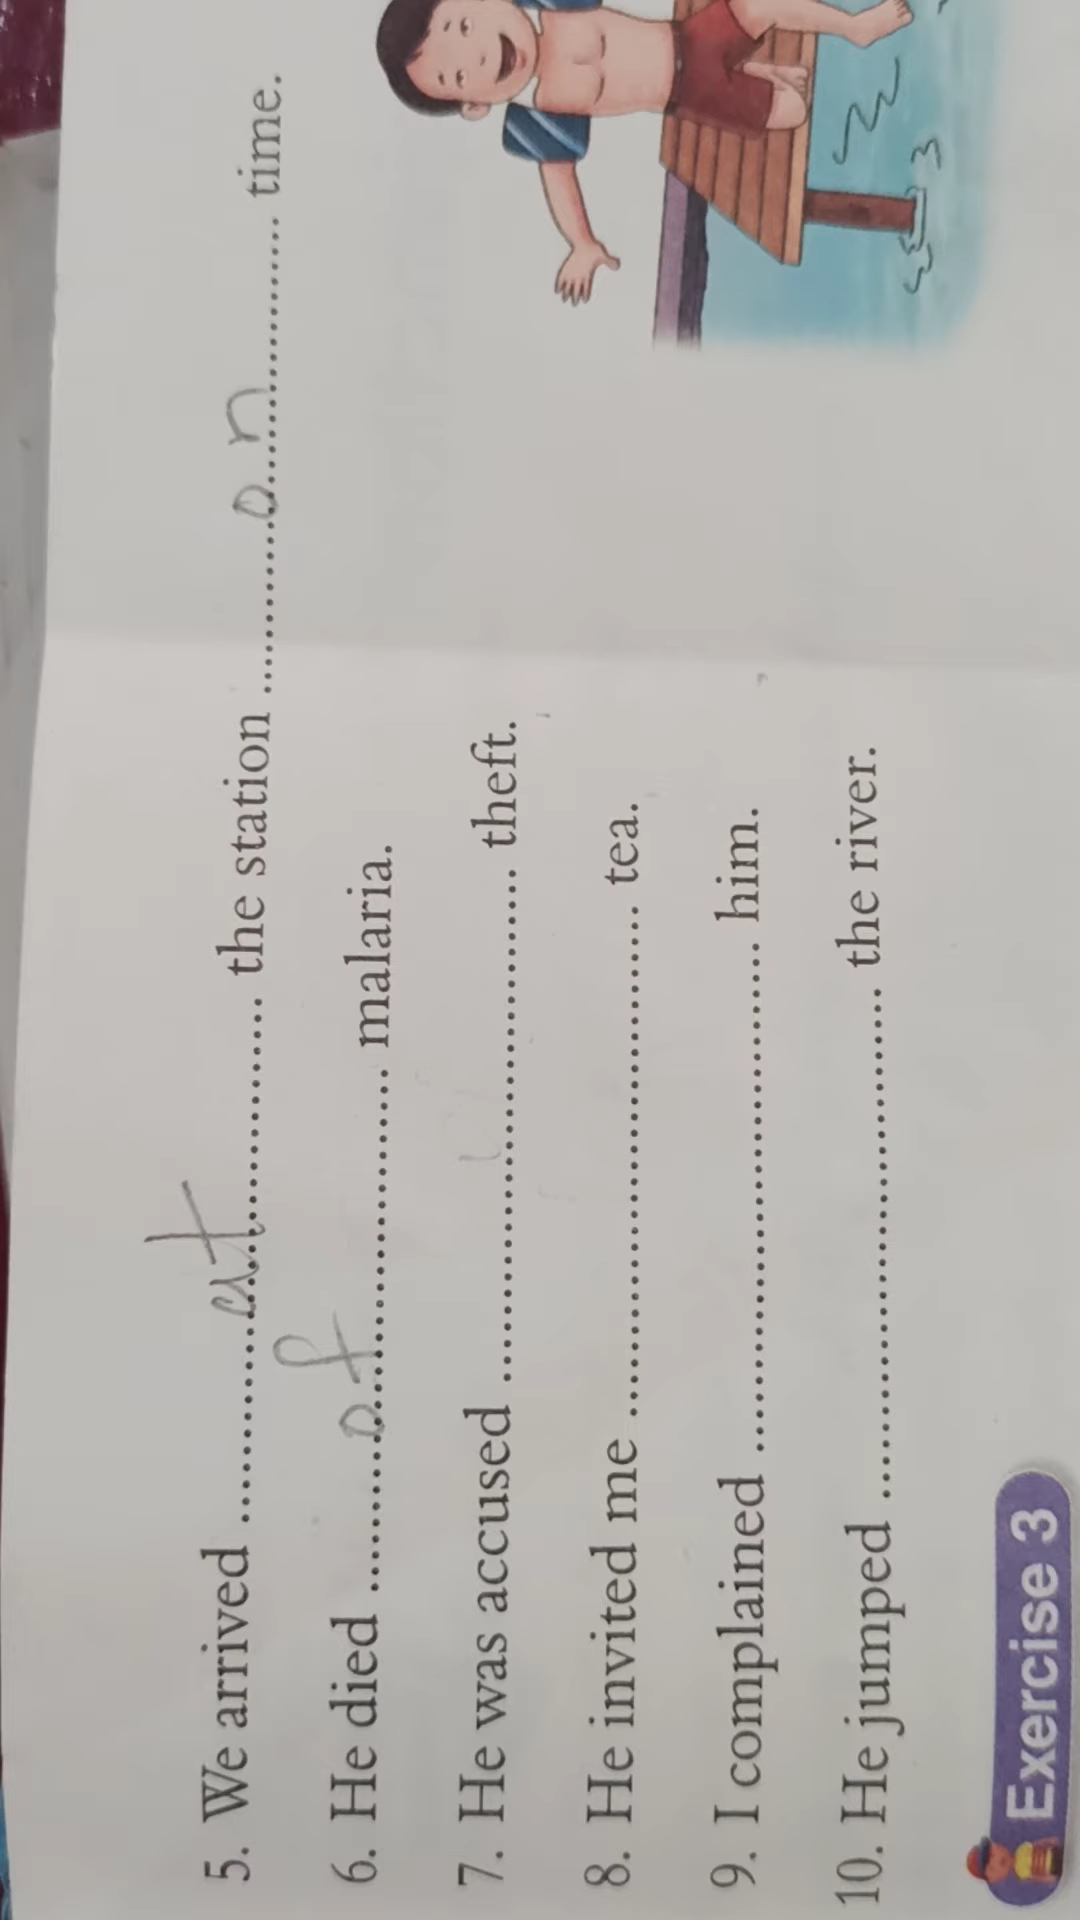 5. We arrived ............at............ the station ............on............ time.
6. He died ............of............ malaria.
7. He was accused ........................ theft.
8. He invited me ........................ tea.
9. I complained ........................ him.
10. He jumped ........................ the river.
Exercise 3